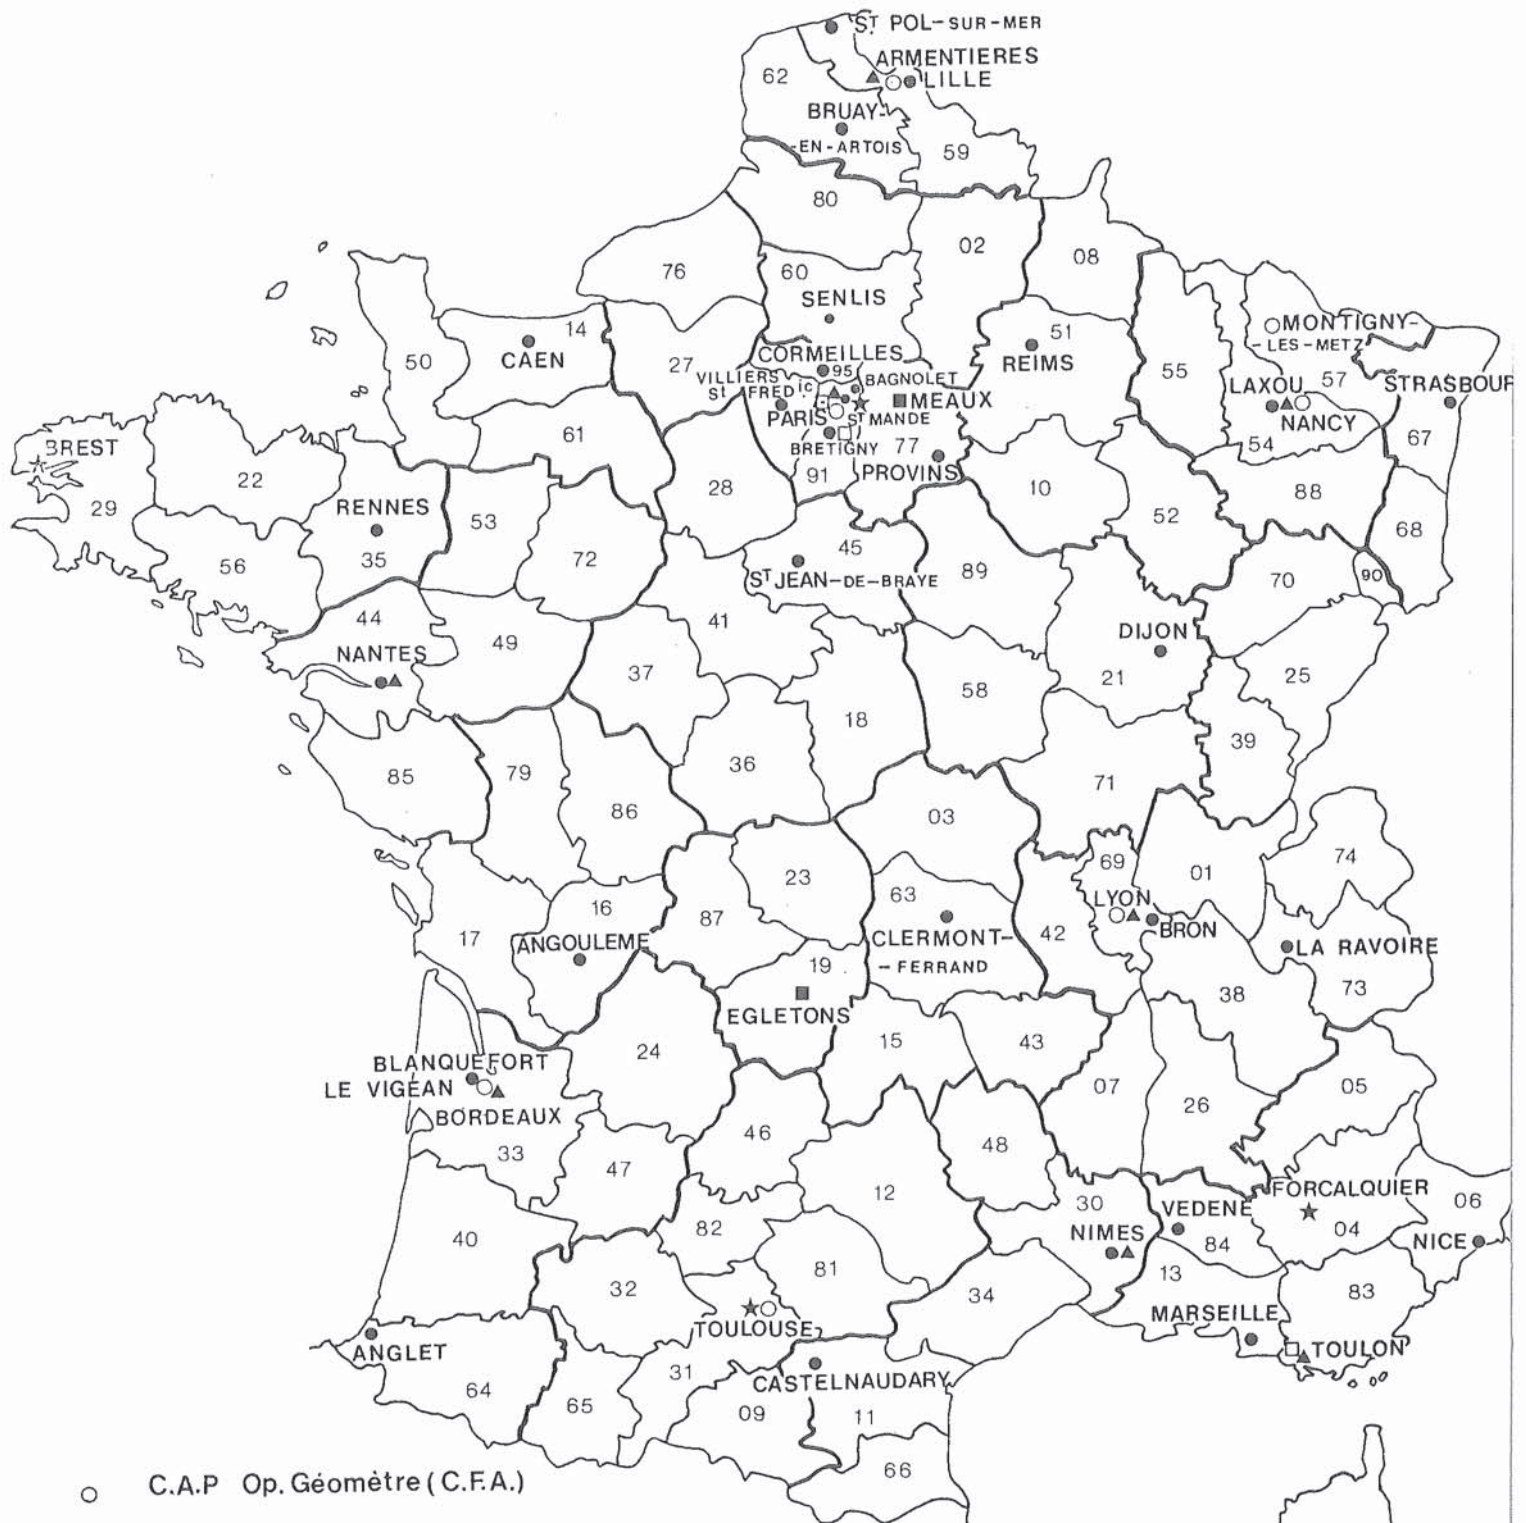 ST POL-SUR-MER
ARMENTIERES
62
LILLE
BRUAY-
-EN-ARTOIS
59
80
02
08
76
60
SENLIS
14
51
MONTIGNY-
-LES-METZ
CAEN
50
27
CORMEILLES
95
REIMS
55
57
VILLIERS
BAGNOLET
LAXOU
STRASBOUR
St FREDic
MEAUX
PARIS
ST MANDE
NANCY
61
BRETIGNY
77
54
67
BREST
22
28
91
PROVINS
10
88
29
RENNES
53
52
68
35
72
45
56
ST JEAN-DE-BRAYE
89
70
90
44
49
41
DIJON
NANTES
37
58
21
25
18
39
85
79
36
71
86
03
69
01
74
23
63
LYON
16
87
42
BRON
17
ANGOULEME
CLERMONT-
-FERRAND
LA RAVOIRE
19
38
73
EGLETONS
24
15
43
BLANQUEFORT
LE VIGEAN
07
05
BORDEAUX
26
33
46
48
47
12
FORCALQUIER
30
VEDENE
06
40
82
NIMES
84
04
NICE
32
81
13
34
83
TOULOUSE
MARSEILLE
ANGLET
TOULON
31
CASTELNAUDARY
64
65
09
11
66
C.A.P Op. Géomètre (C.F.A.)